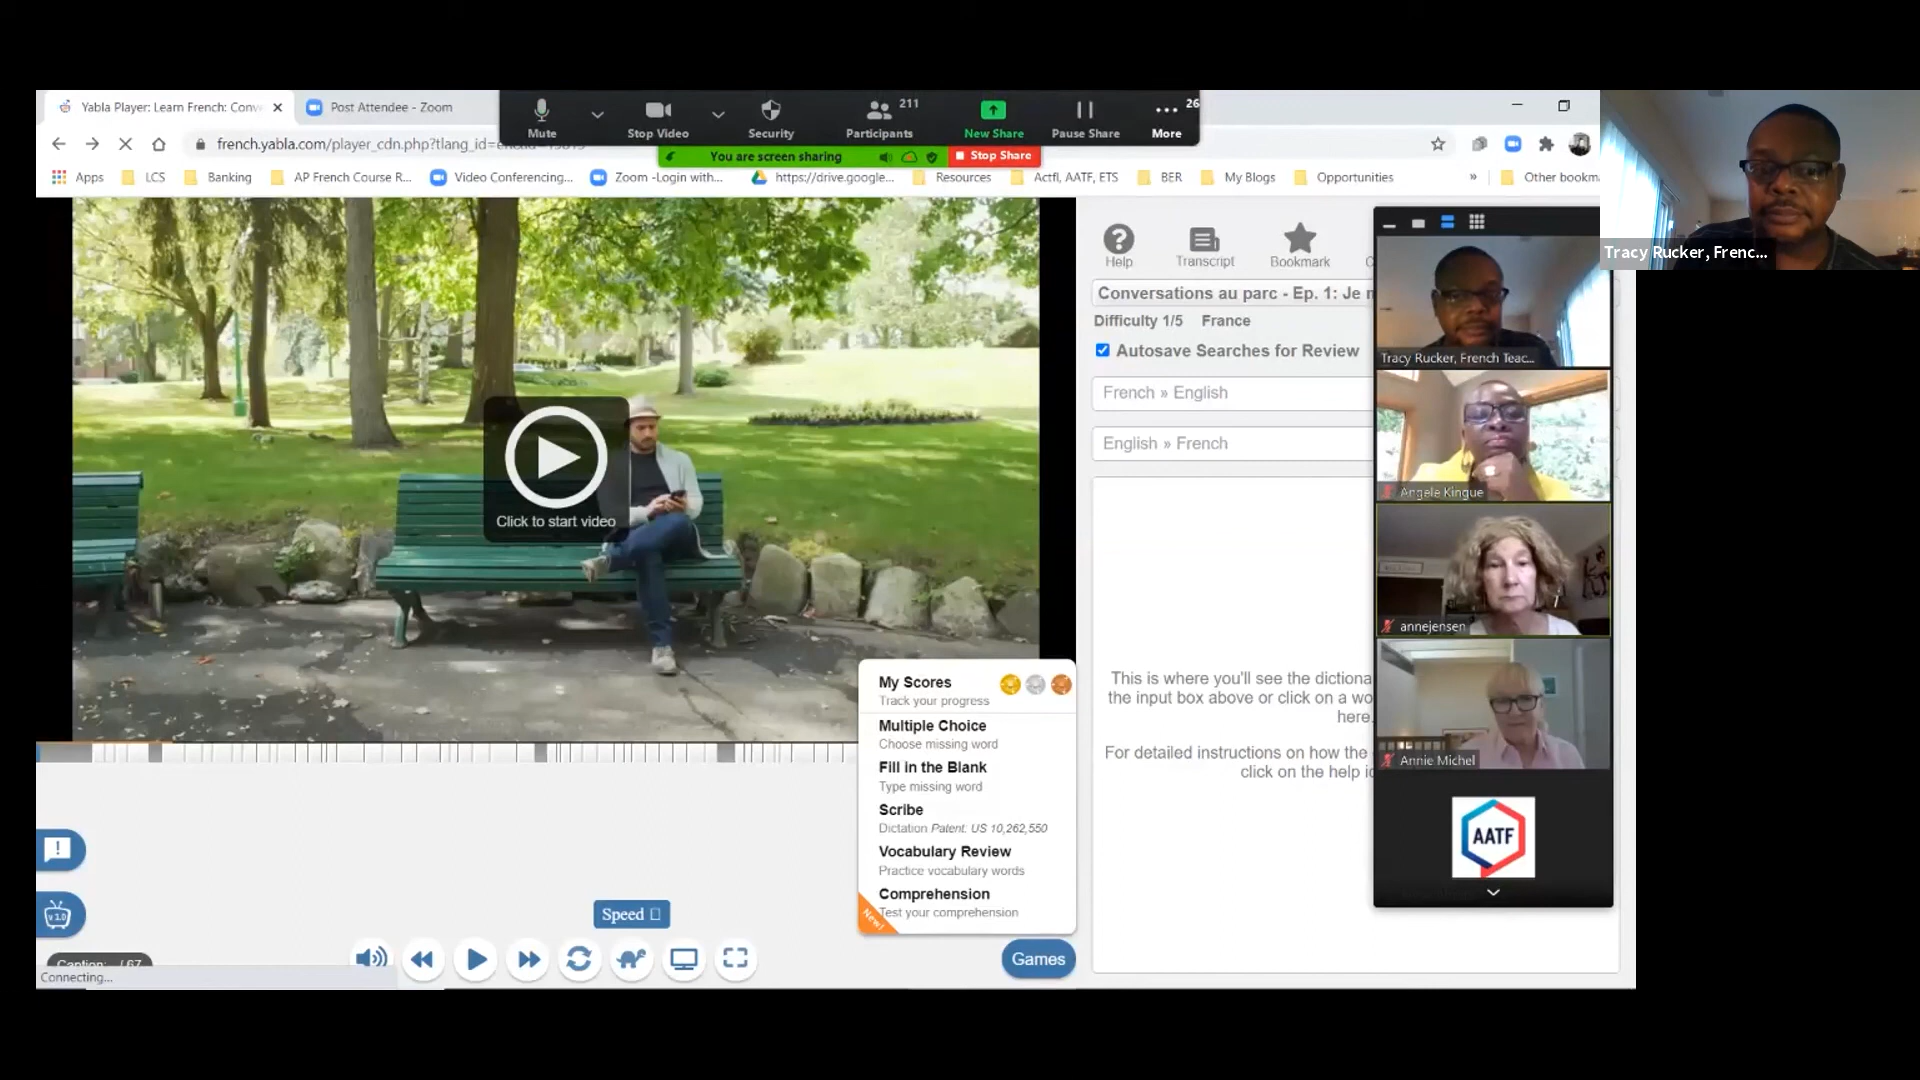 Yabla Player: Learn French: Conv
Post Attendee - Zoom
Mute
Stop Video
Security
211
Participants
New Share
Pause Share
26
More
You are screen sharing
Stop Share
french.yabla.com/player_cdn.php?tlang_id=
Apps
LCS
Banking
AP French Course R...
Video Conferencing...
Zoom -Login with...
https://drive.google...
Resources
Actfl, AATF, ETS
BER
My Blogs
Opportunities
»
Other bookm
Tracy Rucker, Frenc...
Help
Transcript
Bookmark
Conversations au parc - Ep. 1: Je
Difficulty 1/5 France
Autosave Searches for Review
French » English
English » French
Click to start video
This is where you'll see the dictiona
the input box above or click on a wo
here.
For detailed instructions on how the
click on the help
Tracy Rucker, French Teac...
Angele Kingue
annejensen
Annie Michel
AATF
My Scores
Track your progress
Multiple Choice
Choose missing word
Fill in the Blank
Type missing word
Scribe
Dictation Patent: US 10,262,550
Vocabulary Review
Practice vocabulary words
Comprehension
Test your comprehension
New!
v 1.0
Speed
Caption: / 67
Connecting...
Games